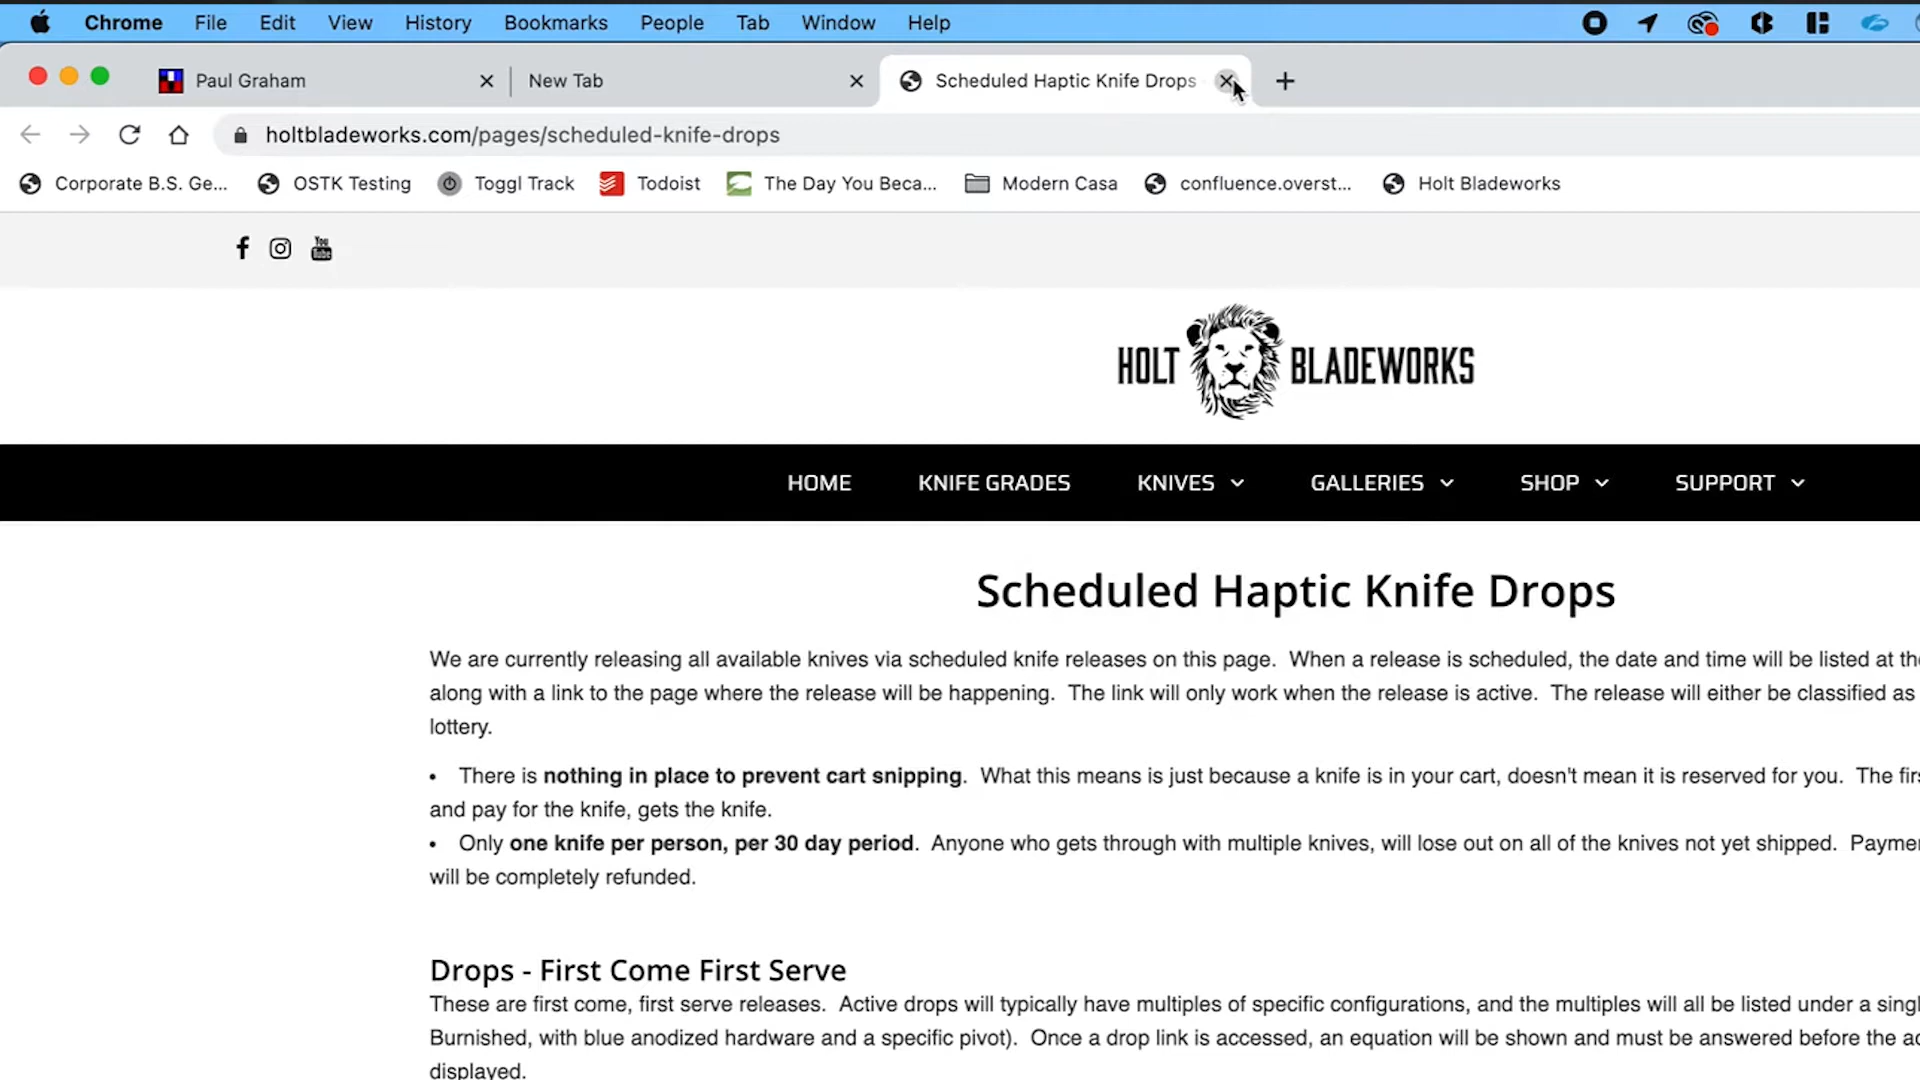 Chrome File Edit View History Bookmarks People Tab Window Help
Paul Graham
New Tab
Scheduled Haptic Knife Drops
holtbladeworks.com/pages/scheduled-knife-drops
Corporate B.S. Ge... OSTK Testing Toggl Track Todoist The Day You Beca... Modern Casa confluence.overst... Holt Bladeworks
You Tube
HOLT BLADEWORKS
HOME KNIFE GRADES KNIVES GALLERIES SHOP SUPPORT
Scheduled Haptic Knife Drops
We are currently releasing all available knives via scheduled knife releases on this page. When a release is scheduled, the date and time will be listed at the
along with a link to the page where the release will be happening. The link will only work when the release is active. The release will either be classified as
lottery.
• There is nothing in place to prevent cart snipping. What this means is just because a knife is in your cart, doesn't mean it is reserved for you. The
and pay for the knife, gets the knife.
• Only one knife per person, per 30 day period. Anyone who gets through with multiple knives, will lose out on all of the knives not yet shipped.
will be completely refunded.
Drops - First Come First Serve
These are first come, first serve releases. Active drops will typically have multiples of specific configurations, and the multiples will all be listed under a
Burnished, with blue anodized hardware and a specific pivot). Once a drop link is accessed, an equation will be shown and must be answered before the
displayed.